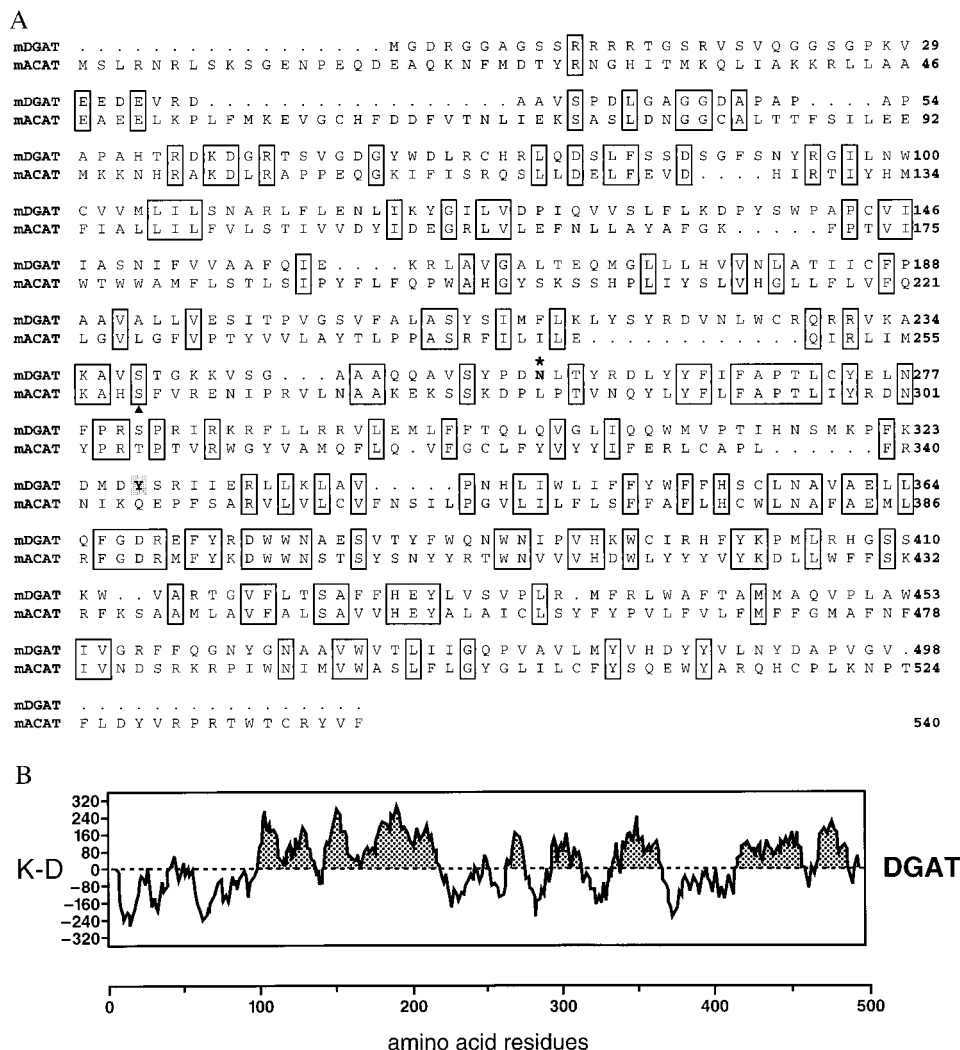 A
mDGAT . . . . . . . . . . . . . . . . . M G D R G G A G S S R R R R T G S R V S V Q G G S G P K V 29
mACAT M S L R N R L S K S G E N P E Q D E A Q K N F M D T Y R N G H I T M K Q L I A K K R L L A A 46
mDGAT E E D E V R D . . . . . . . . . . . . . . . . . A A V S P D L G A G G D A P A P . . . . A P 54
mACAT E A E E L K P L F M K E V G C H F D D F V T N L I E K S A S L D N G G C A L T T F S I L E E 92
mDGAT A P A H T R D K D G R T S V G D G Y W D L R C H R L Q D S L F S S D S G F S N Y R G I L N W 100
mACAT M K K N H R A K D L R A P P E Q G K I F I S R Q S L L D E L F E V D . . . . H I R T I Y H M 134
mDGAT C V V M L I L S N A R L F L E N L I K Y G I L V D P I Q V V S L F L K D P Y S W P A P C V I 146
mACAT F I A L L I L F V L S T I V V D Y I D E G R L V L E F N L L A Y A F G K . . . . . F P T V I 175
mDGAT I A S N I F V V A A F Q I E . . . . K R L A V G A L T E Q M G L L L H V V N L A T I I C F P 188
mACAT W T W W A M F L S T L S I P Y F L F Q P W A H G Y S K S S H P L I Y S L V H G L L F L V F Q 221
mDGAT A A V A L L V E S I T P V G S V F A L A S Y S I M F L K L Y S Y R D V N L W C R Q R R V K A 234
mACAT L G V L G F V P T Y V V L A Y T L P P A S R F I L I L E . . . . . . . . . . . . Q I R L I M 255
*
mDGAT K A V S T G K K V S G . . A A A Q Q A V S Y P D N L T Y R D L Y Y F I F A P T L C Y E L N 277
mACAT K A H S F V R E N I P R V L N A A K E K S S K D P L P T V N Q Y L Y F L F A P T L I Y R D N 301
▲
mDGAT F P R S P R I R K R F L L R R V L E M L F F T Q L Q V G L I Q Q W M V P T I H N S M K P F K 323
mACAT Y P R T P T V R W G Y V A M Q F L Q . V F G C L F Y V Y Y I F E R L C A P L . . . . . . F R 340
mDGAT D M D Y S R I I E R L L K L A V . . . . . P N H L I W L I F F Y W F F H S C L N A V A E L L 364
mACAT N I K Q E P F S A R V L V L C V F N S I L P G V L I L F L S F F A F L H C W L N A F A E M L 386
mDGAT Q F G D R E F Y R D W W N A E S V T Y F W Q N W N I P V H K W C I R H F Y K P M L R H G S S 410
mACAT R F G D R M F Y K D W W N S T S Y S N Y Y R T W N V V V H D W L Y Y Y V Y K D L L W F F S K 432
mDGAT K W . . V A R T G V F L T S A F F H E Y L V S V P L R . M F R L W A F T A M M A Q V P L A W 453
mACAT R F K S A A M L A V F A L S A V V H E Y A L A I C L S Y F Y P V L F V L F M F F G M A F N F 478
mDGAT I V G R F F Q G N Y G N A A V W V T L I I G Q P V A V L M Y V H D Y Y V L N Y D A P V G V . 498
mACAT I V N D S R K R P I W N I M V W A S L F L G Y G L I L C F Y S Q E W Y A R Q H C P L K N P T 524
mDGAT . . . . . . . . . . . . . . . .
mACAT F L D Y V R P R T W T C R Y V F 540
B
320
240
160
80
0
−80
−160
−240
−320
K-D
DGAT
0 100 200 300 400 500
amino acid residues